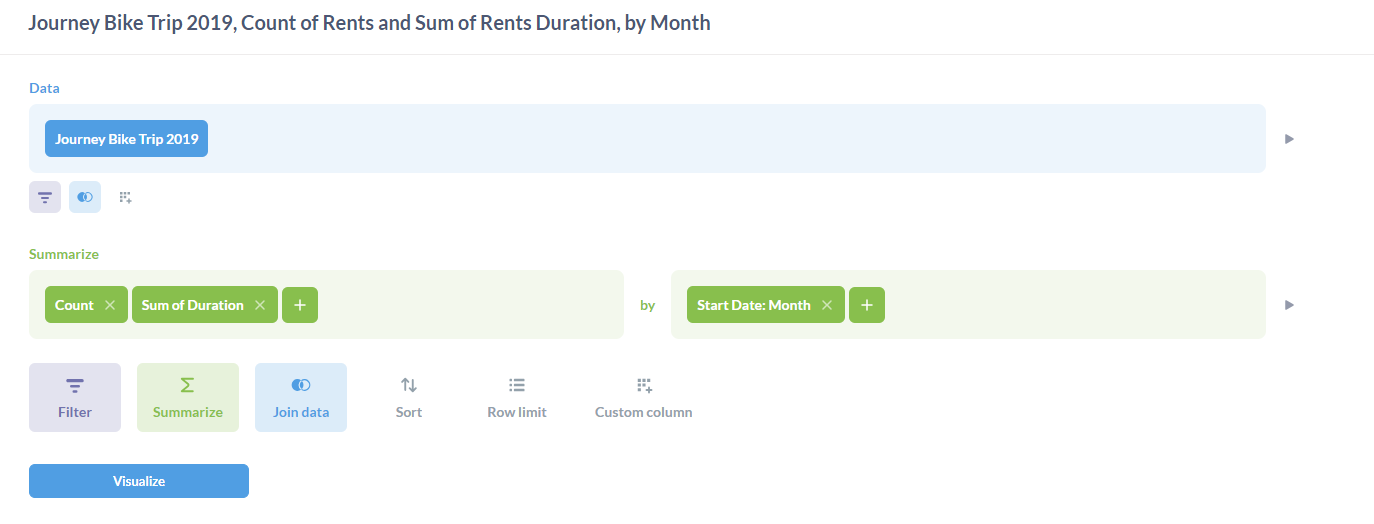 Journey Bike Trip 2019, Count of Rents and Sum of Rents Duration, by Month
Data
Journey Bike Trip 2019
Summarize
Count Sum of Duration by Start Date: Month
Filter Summarize Join data Sort Row limit Custom column
Visualize